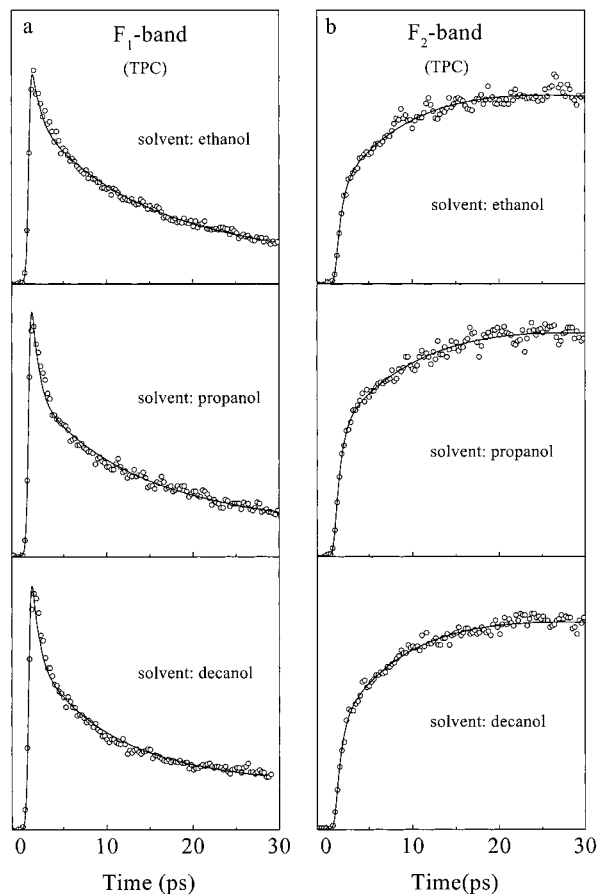 a
F₁-band
(TPC)
solvent: ethanol
solvent: propanol
solvent: decanol
0
10
20
30
Time (ps)
b
F₂-band
(TPC)
solvent: ethanol
solvent: propanol
solvent: decanol
0
10
20
30
Time(ps)